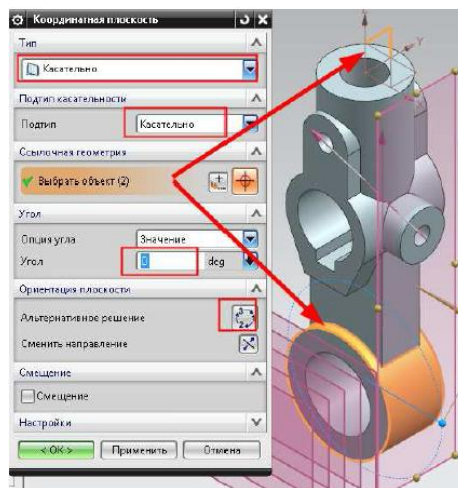 Координатная плоскость
Тип
Касательно
Подтип касательности
Подтип Касательно
Ссылочная геометрия
Выбрать объект (2)
Угол
Опция угла Значение
Угол 0 deg
Ориентация плоскости
Альтернативное решение
Сменить направление
Смещение
Смещение
Настройки
<OK> Применить Отмена